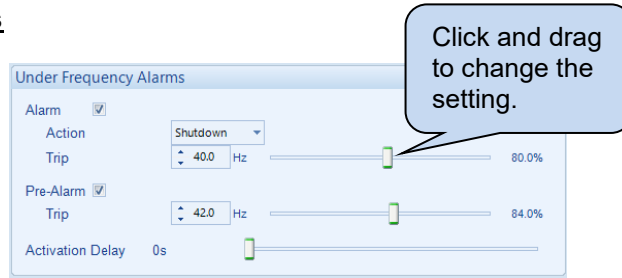 s
Click and drag
to change the
setting.
Under Frequency Alarms
Alarm
Action Shutdown
Trip 40.0 Hz 80.0%
Pre-Alarm
Trip 42.0 Hz 84.0%
Activation Delay 0s